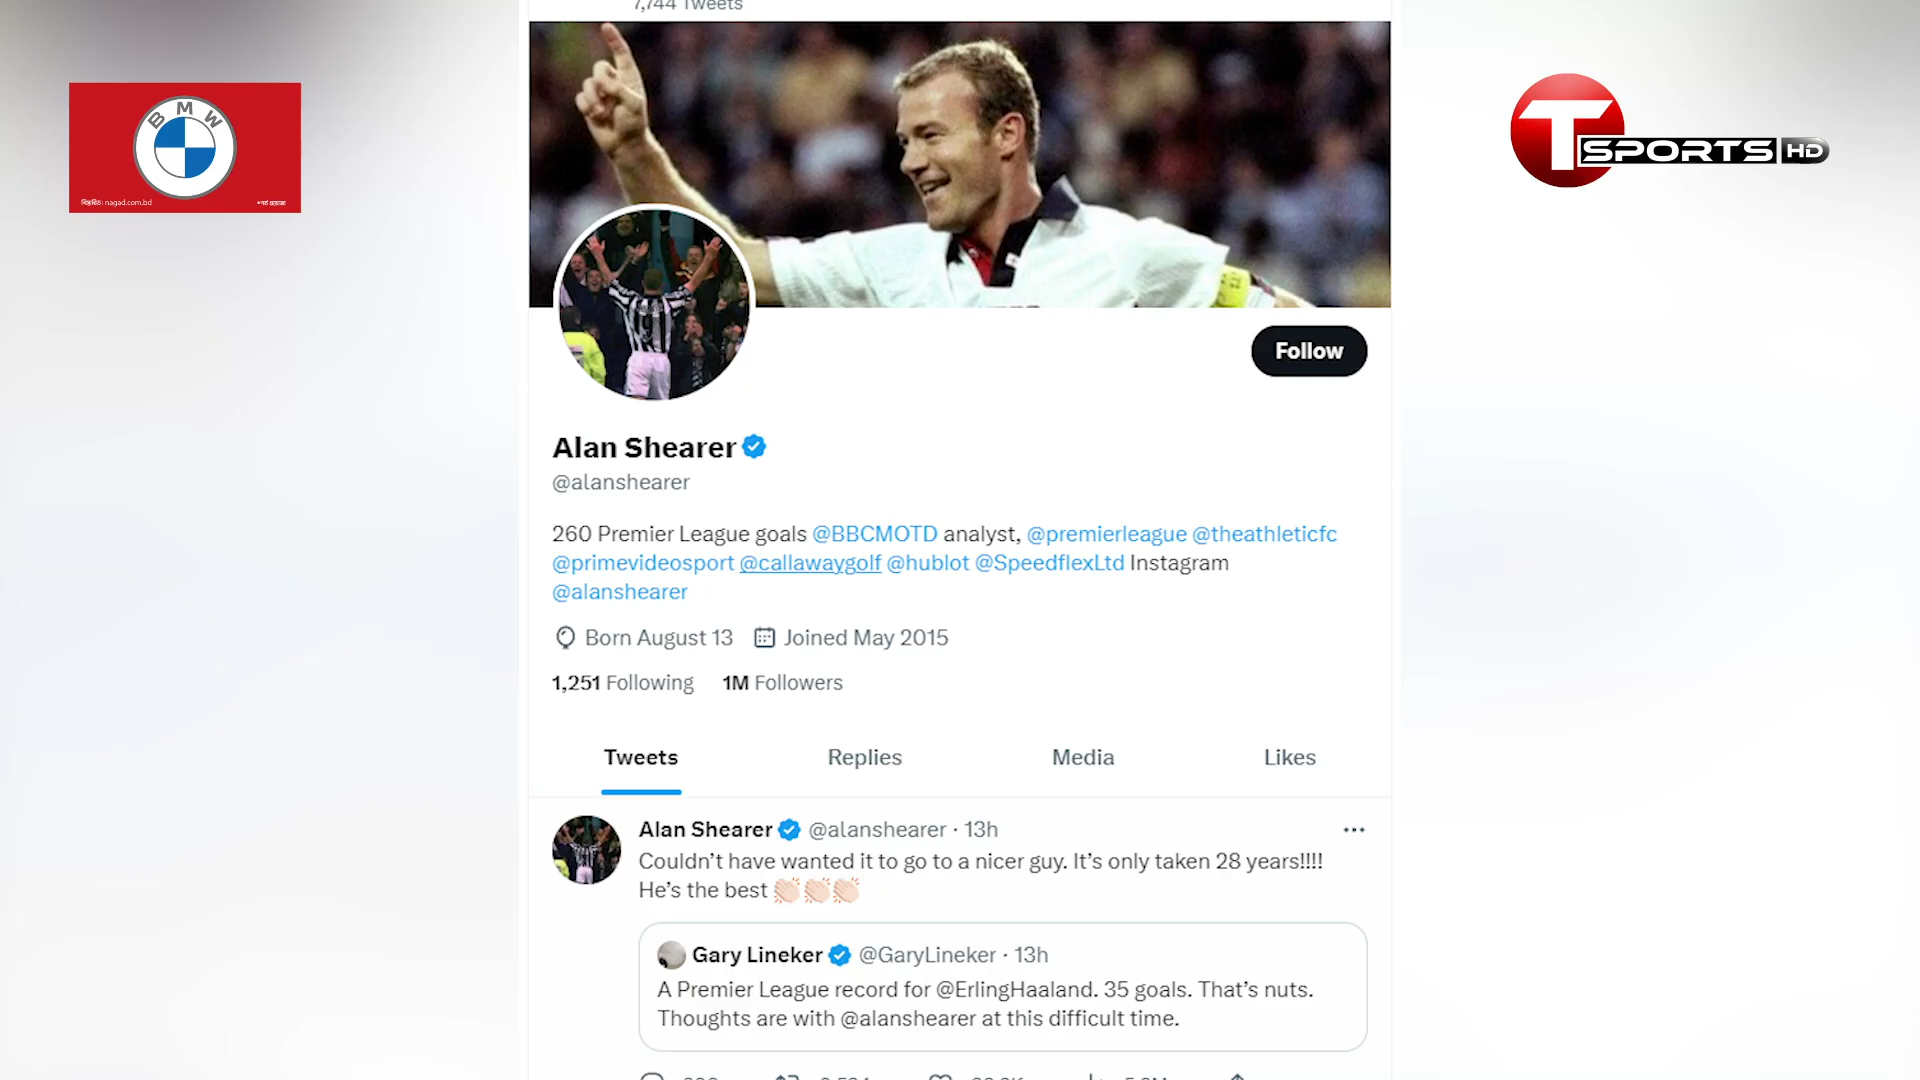 7,744 Tweets
BMW
বিস্তারিত: nagad.com.bd
T SPORTS HD
Follow
Alan Shearer
@alanshearer
260 Premier League goals @BBCMOTD analyst, @premierleague @theathleticfc
@primevideosport @callawaygolf @hublot @SpeedflexLtd Instagram
@alanshearer
Born August 13 Joined May 2015
1,251 Following 1M Followers
Tweets Replies Media Likes
Alan Shearer @alanshearer · 13h
Couldn’t have wanted it to go to a nicer guy. It’s only taken 28 years!!!!
He’s the best 👏🏻👏🏻👏🏻
Gary Lineker @GaryLineker · 13h
A Premier League record for @ErlingHaaland. 35 goals. That’s nuts.
Thoughts are with @alanshearer at this difficult time.